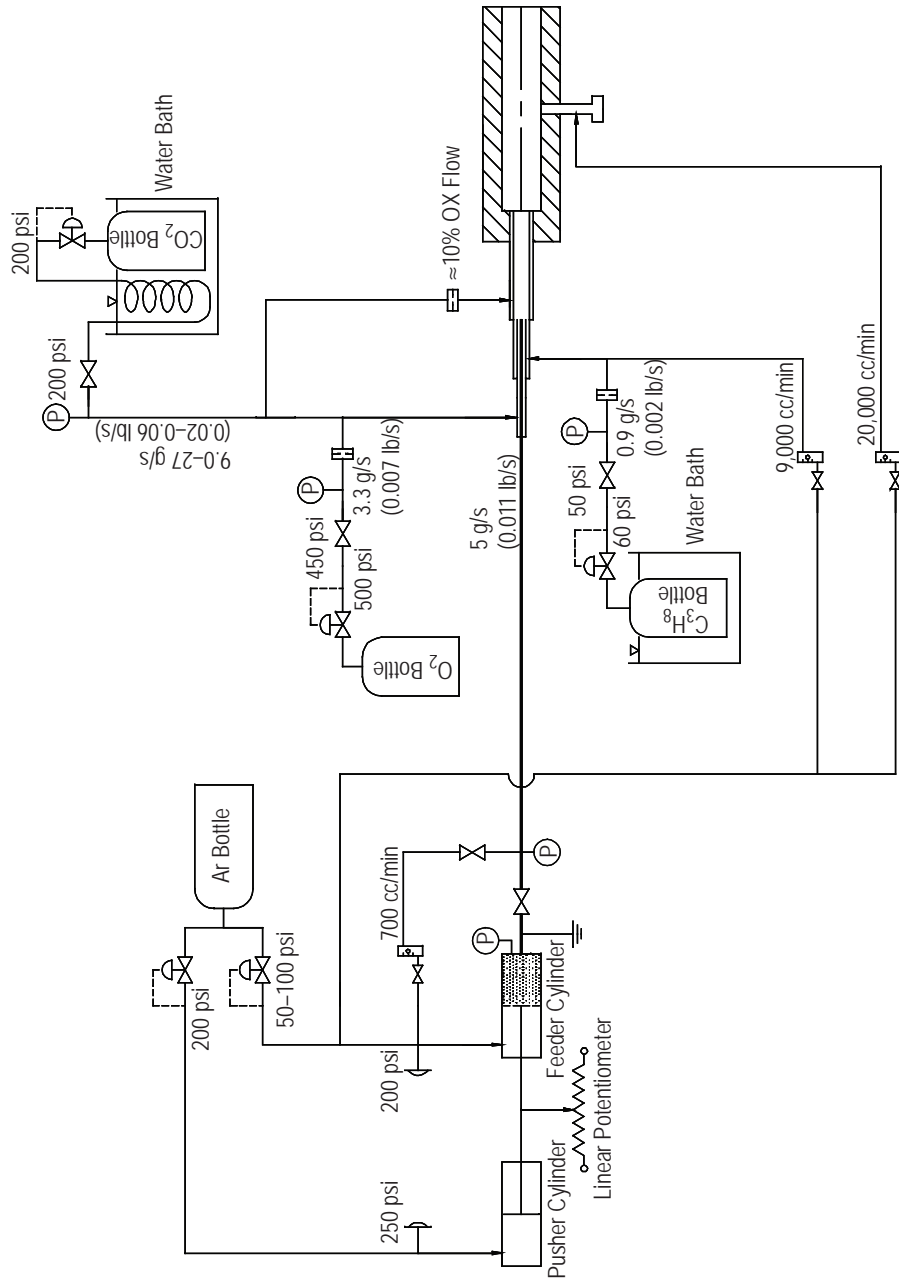 Ar Bottle
200 psi
50–100 psi
250 psi
200 psi
700 cc/min
P
P
Pusher Cylinder
Feeder Cylinder
Linear Potentiometer
O2 Bottle
500 psi
450 psi
P
3.3 g/s
(0.007 lb/s)
P
200 psi
9.0–27 g/s
(0.02–0.06 lb/s)
200 psi
CO2 Bottle
Water Bath
≈10% OX Flow
5 g/s
(0.011 lb/s)
C3H8
Bottle
Water Bath
60 psi
50 psi
P
0.9 g/s
(0.002 lb/s)
9,000 cc/min
20,000 cc/min